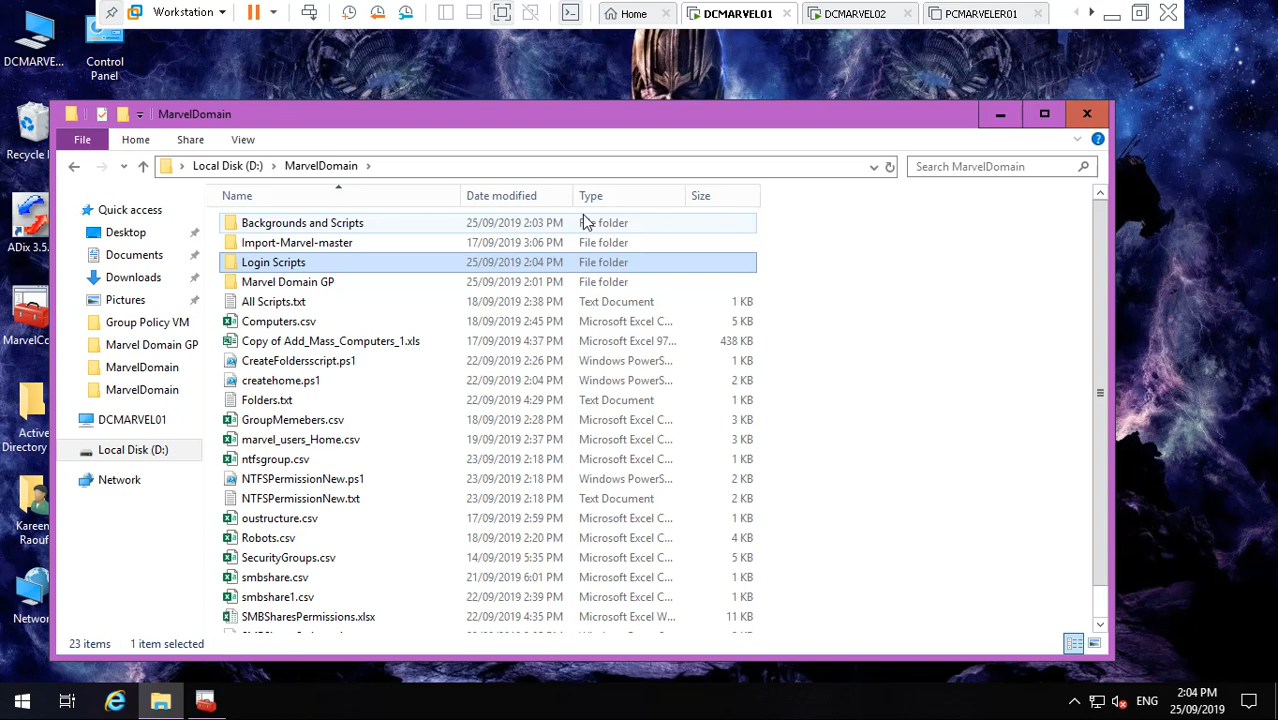 Workstation
Home
DCMARVEL01
DCMARVEL02
PCMARVELER01
DCMARVE...
Control
Panel
Recycle
ADix 3.5.
MarvelCo
Active
Directory
Kareen
Raouf
Networ
MarvelDomain
File
Home
Share
View
Local Disk (D:)
MarvelDomain
Search MarvelDomain
Name
Date modified
Type
Size
Quick access
Desktop
Documents
Downloads
Pictures
Group Policy VM
Marvel Domain GP
MarvelDomain
MarvelDomain
DCMARVEL01
Local Disk (D:)
Network
Backgrounds and Scripts 25/09/2019 2:03 PM File folder
Import-Marvel-master 17/09/2019 3:06 PM File folder
Login Scripts 25/09/2019 2:04 PM File folder
Marvel Domain GP 25/09/2019 2:01 PM File folder
All Scripts.txt 18/09/2019 2:38 PM Text Document 1 KB
Computers.csv 18/09/2019 2:45 PM Microsoft Excel C... 5 KB
Copy of Add_Mass_Computers_1.xls 17/09/2019 4:37 PM Microsoft Excel 97... 438 KB
CreateFoldersscript.ps1 22/09/2019 2:26 PM Windows PowerS... 1 KB
createhome.ps1 22/09/2019 2:04 PM Windows PowerS... 2 KB
Folders.txt 22/09/2019 4:29 PM Text Document 1 KB
GroupMemebers.csv 18/09/2019 2:28 PM Microsoft Excel C... 3 KB
marvel_users_Home.csv 19/09/2019 2:37 PM Microsoft Excel C... 3 KB
ntfsgroup.csv 23/09/2019 2:18 PM Microsoft Excel C... 1 KB
NTFSPermissionNew.ps1 23/09/2019 2:18 PM Windows PowerS... 2 KB
NTFSPermissionNew.txt 23/09/2019 2:18 PM Text Document 2 KB
oustructure.csv 17/09/2019 2:59 PM Microsoft Excel C... 1 KB
Robots.csv 18/09/2019 2:20 PM Microsoft Excel C... 4 KB
SecurityGroups.csv 14/09/2019 5:35 PM Microsoft Excel C... 5 KB
smbshare.csv 21/09/2019 6:01 PM Microsoft Excel C... 1 KB
smbshare1.csv 22/09/2019 2:39 PM Microsoft Excel C... 1 KB
SMBSharesPermissions.xlsx 22/09/2019 4:35 PM Microsoft Excel W... 11 KB
23 items 1 item selected
ENG
2:04 PM
25/09/2019